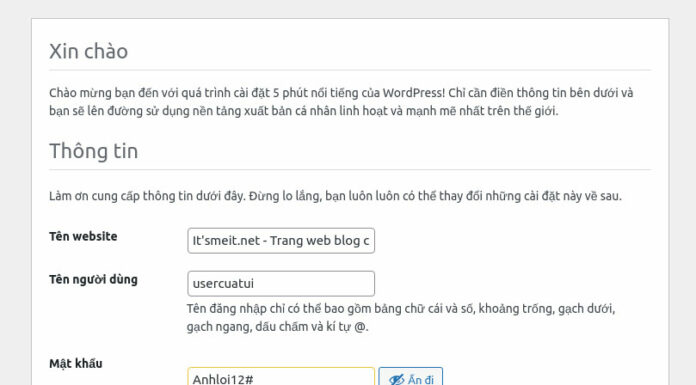 Xin chào
Chào mừng bạn đến với quá trình cài đặt 5 phút nổi tiếng của WordPress! Chỉ cần điền thông tin bên dưới và
bạn sẽ lên đường sử dụng nền tảng xuất bản cá nhân linh hoạt và mạnh mẽ nhất trên thế giới.
Thông tin
Làm ơn cung cấp thông tin dưới đây. Đừng lo lắng, bạn luôn luôn có thể thay đổi những cài đặt này về sau.
Tên website
It'smeit.net - Trang web blog c
Tên người dùng
usercuatui
Tên đăng nhập chỉ có thể bao gồm bảng chữ cái và số, khoảng trống, gạch dưới,
gạch ngang, dấu chấm và kí tự @.
Mật khẩu
Anhloi12#
Ẩn đi